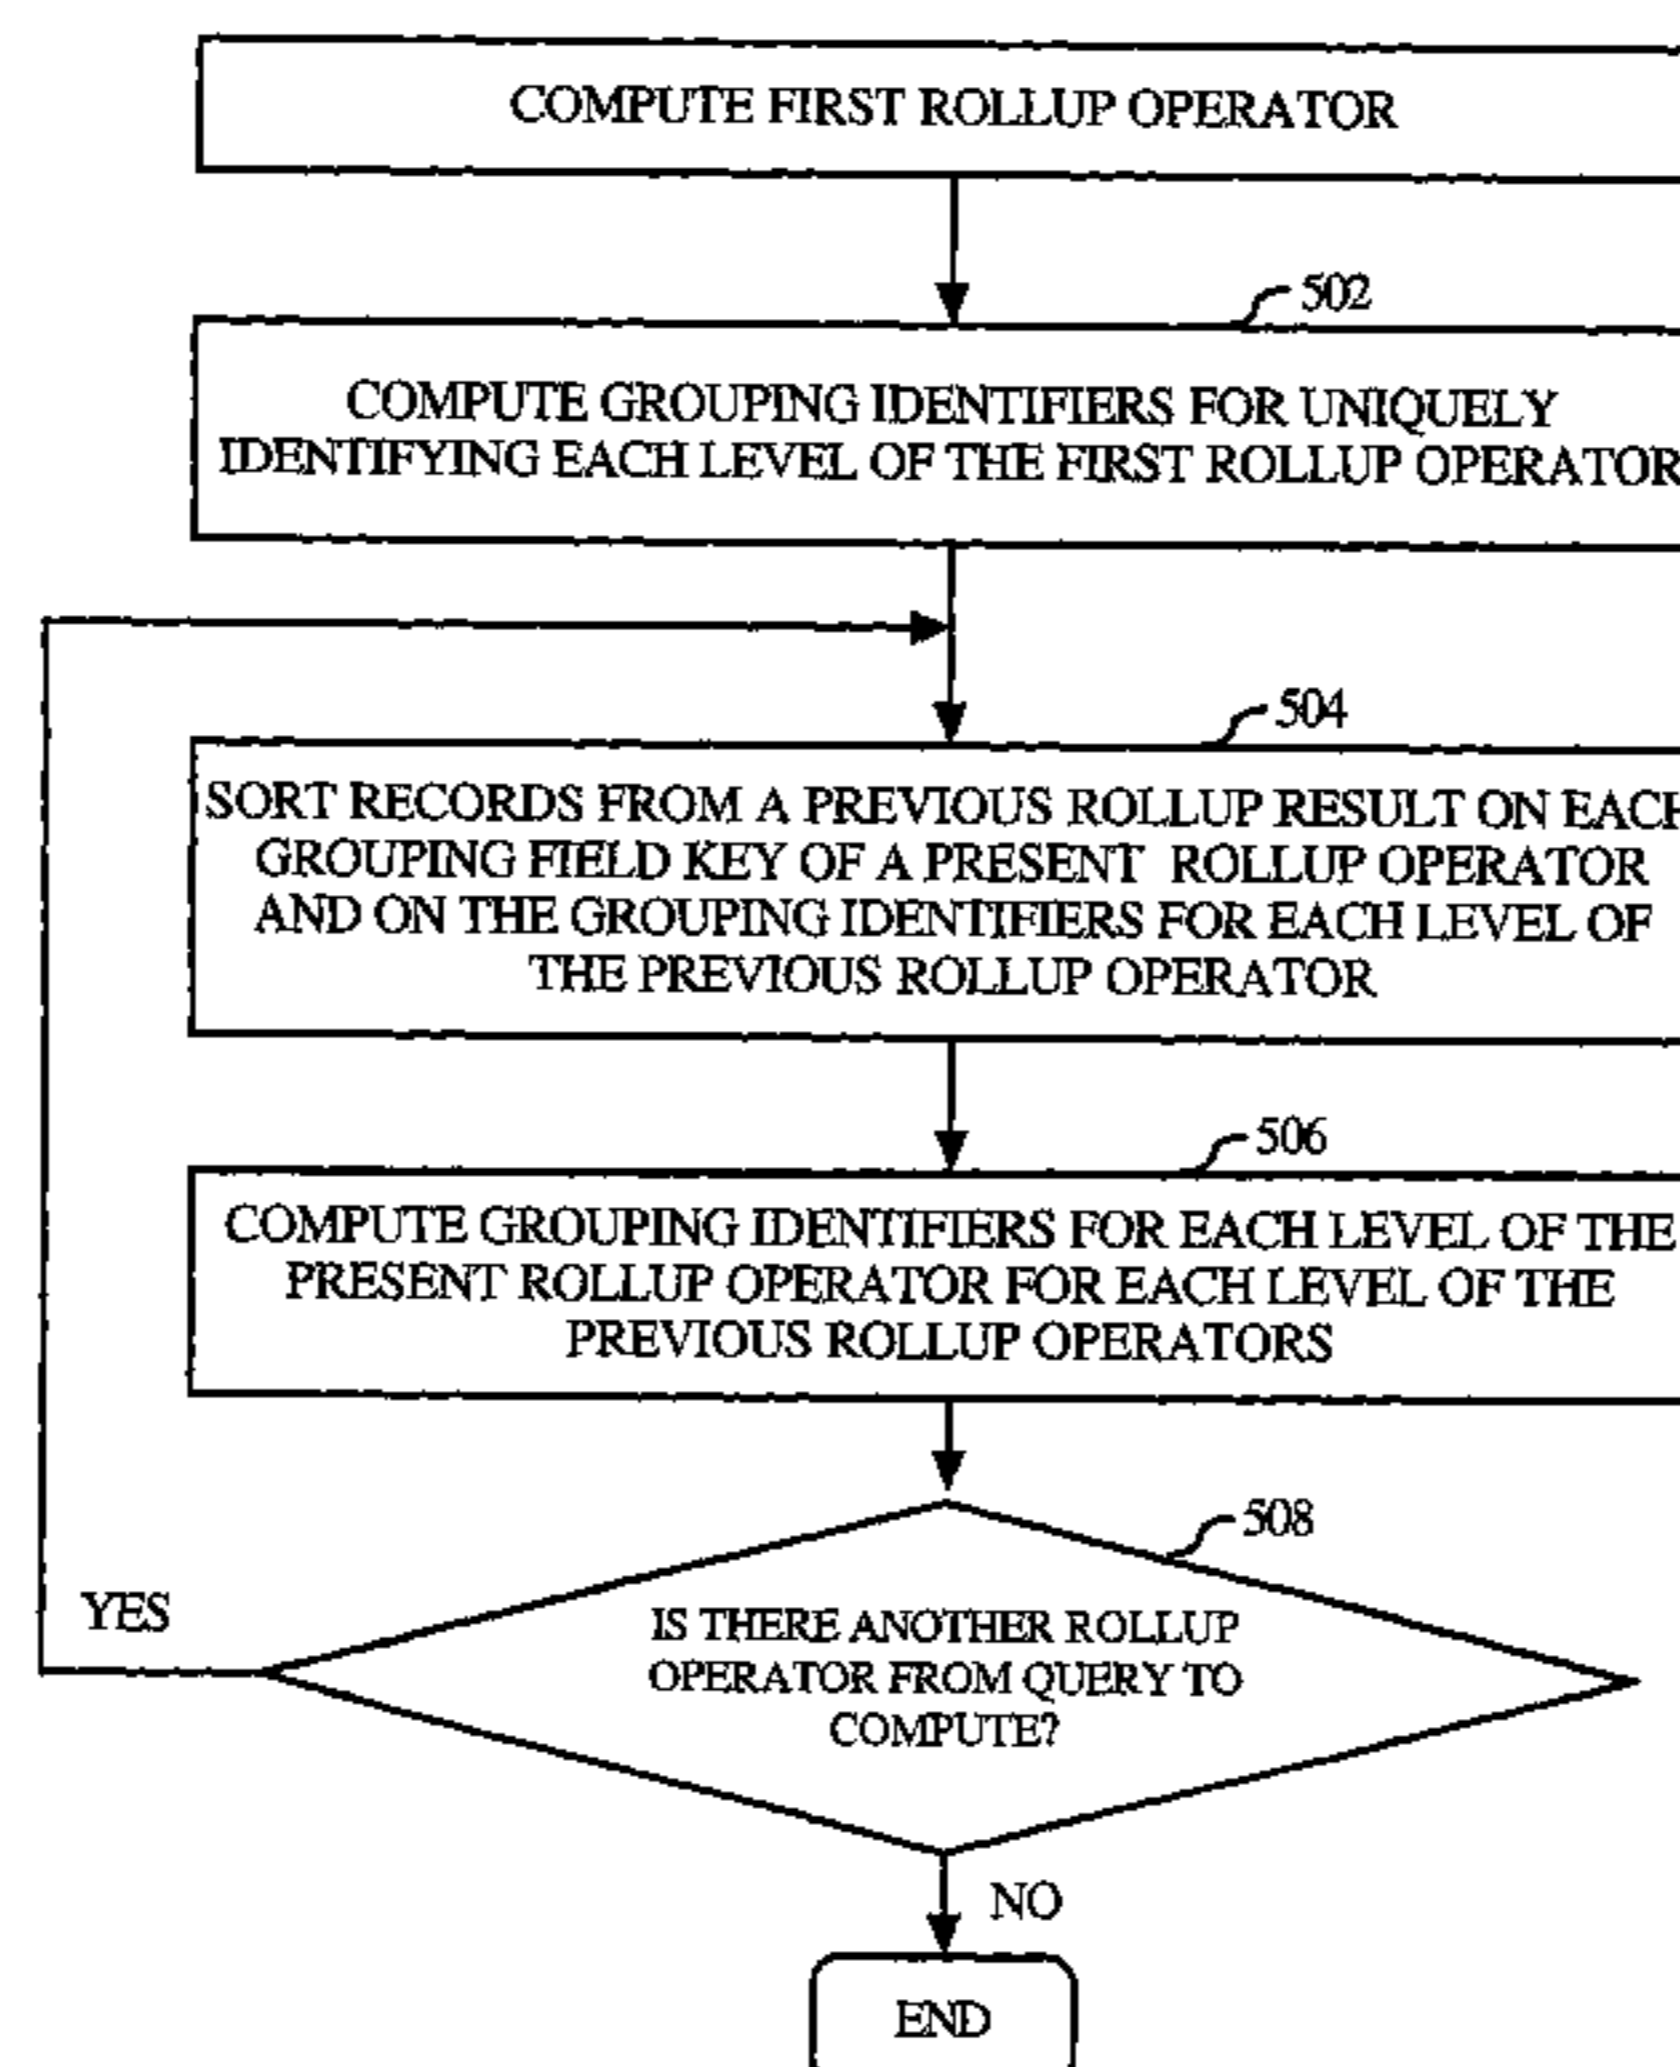 COMPUTE FIRST ROLLUP OPERATOR
502
COMPUTE GROUPING IDENTIFIERS FOR UNIQUELY
IDENTIFYING EACH LEVEL OF THE FIRST ROLLUP OPERATOR
504
SORT RECORDS FROM A PREVIOUS ROLLUP RESULT ON EACH
GROUPING FIELD KEY OF A PRESENT ROLLUP OPERATOR
AND ON THE GROUPING IDENTIFIERS FOR EACH LEVEL OF
THE PREVIOUS ROLLUP OPERATOR
506
COMPUTE GROUPING IDENTIFIERS FOR EACH LEVEL OF THE
PRESENT ROLLUP OPERATOR FOR EACH LEVEL OF THE
PREVIOUS ROLLUP OPERATORS
508
YES
IS THERE ANOTHER ROLLUP
OPERATOR FROM QUERY TO
COMPUTE?
NO
END